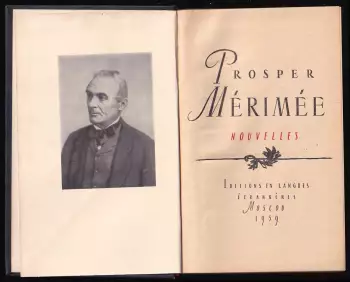 PROSPER
MÉRIMÉE
NOUVELLES
EDITIONS EN LANGUES
ÉTRANGÈRES
MOSCOU
1959